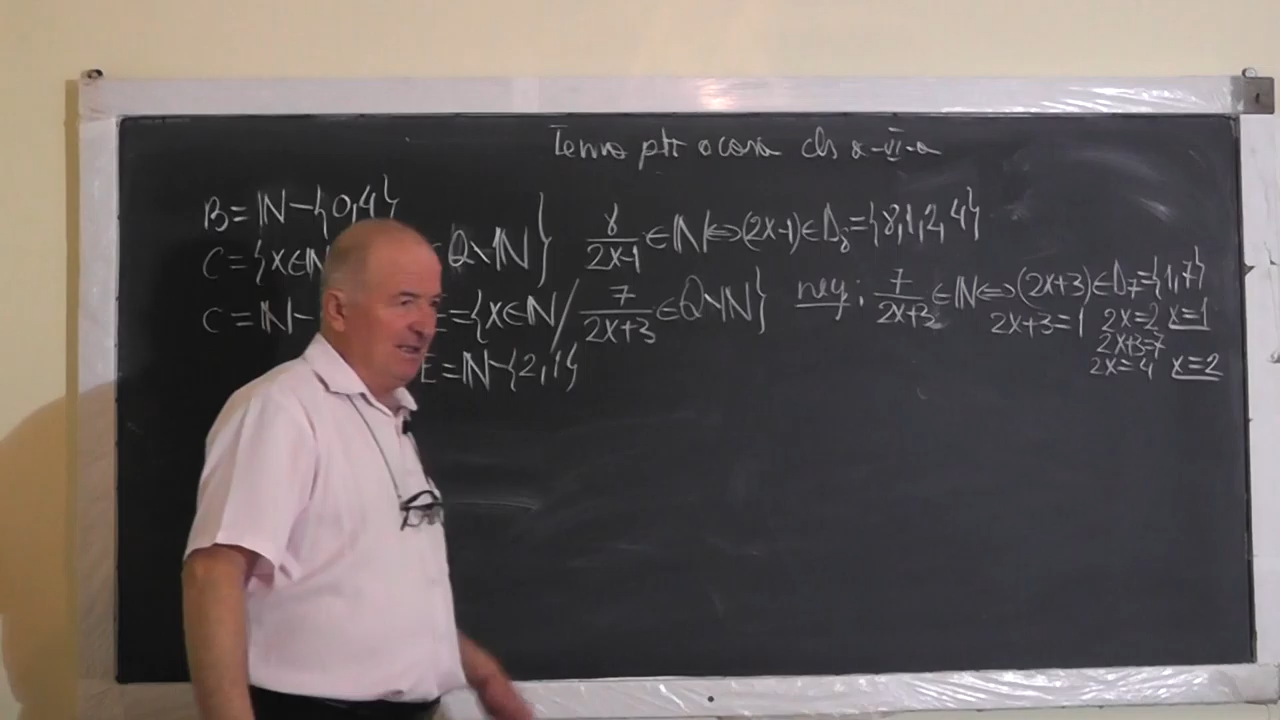 Tema ptr acasa cls a-VI-a
B=ℕ-{0,4}
C={x∈ℕ ∈Q\ℕ} 8/(2x-1) ∈ℕ⇔(2x-1)∈D₈={8,1,2,4}
C=ℕ- ={x∈ℕ / 7/(2x+3) ∈Q\ℕ} neg: 7/(2x+3) ∈ℕ⇔(2x+3)∈D₇={1,7}
2x+3=1 2x=2 x=1
2x+3=7
E=ℕ-{2,1} 2x=4 x=2